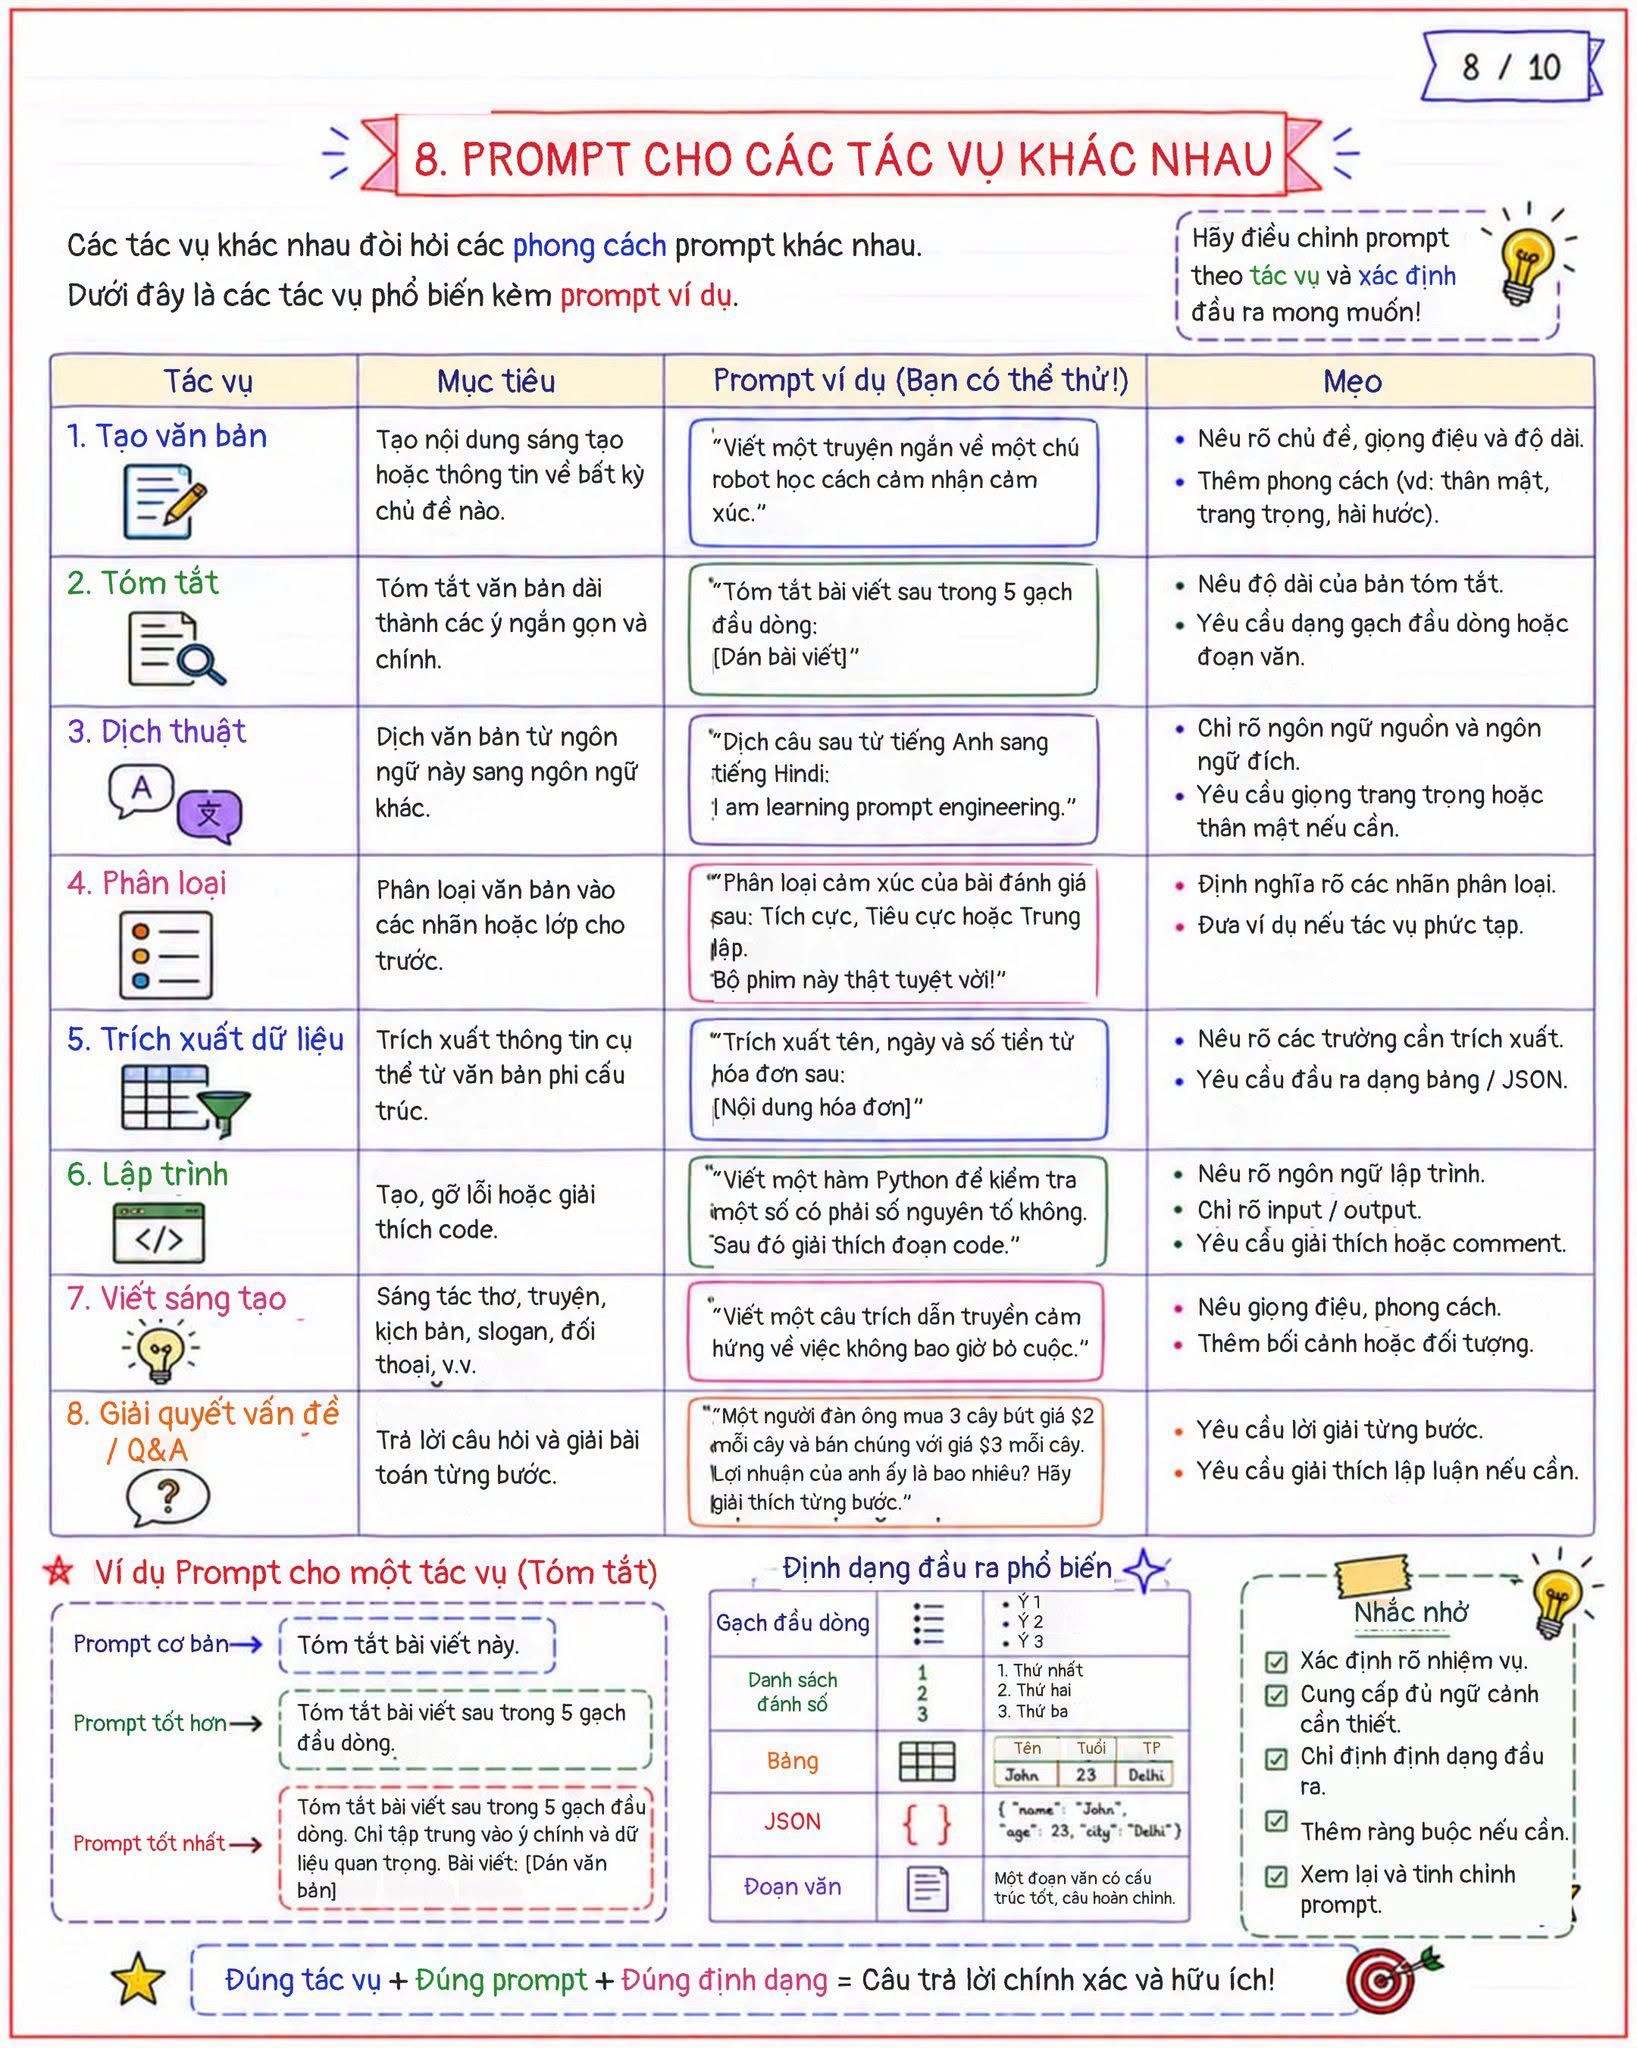 8 / 10
8. PROMPT CHO CÁC TÁC VỤ KHÁC NHAU
Các tác vụ khác nhau đòi hỏi các phong cách prompt khác nhau.
Dưới đây là các tác vụ phổ biến kèm prompt ví dụ.
Hãy điều chỉnh prompt
theo tác vụ và xác định
đầu ra mong muốn!
Tác vụ
Mục tiêu
Prompt ví dụ (Bạn có thể thử!)
Mẹo
1. Tạo văn bản
Tạo nội dung sáng tạo
hoặc thông tin về bất kỳ
chủ đề nào.
"Viết một truyện ngắn về một chú
robot học cách cảm nhận cảm
xúc."
• Nêu rõ chủ đề, giọng điệu và độ dài.
• Thêm phong cách (vd: thân mật,
trang trọng, hài hước).
2. Tóm tắt
Tóm tắt văn bản dài
thành các ý ngắn gọn và
chính.
"Tóm tắt bài viết sau trong 5 gạch
đầu dòng:
[Dán bài viết]"
• Nêu độ dài của bản tóm tắt.
• Yêu cầu dạng gạch đầu dòng hoặc
đoạn văn.
3. Dịch thuật
A
文
Dịch văn bản từ ngôn
ngữ này sang ngôn ngữ
khác.
"Dịch câu sau từ tiếng Anh sang
tiếng Hindi:
I am learning prompt engineering."
• Chỉ rõ ngôn ngữ nguồn và ngôn
ngữ đích.
• Yêu cầu giọng trang trọng hoặc
thân mật nếu cần.
4. Phân loại
Phân loại văn bản vào
các nhãn hoặc lớp cho
trước.
"Phân loại cảm xúc của bài đánh giá
sau: Tích cực, Tiêu cực hoặc Trung
lập.
Bộ phim này thật tuyệt vời!"
• Định nghĩa rõ các nhãn phân loại.
• Đưa ví dụ nếu tác vụ phức tạp.
5. Trích xuất dữ liệu
Trích xuất thông tin cụ
thể từ văn bản phi cấu
trúc.
"Trích xuất tên, ngày và số tiền từ
hóa đơn sau:
[Nội dung hóa đơn]"
• Nêu rõ các trường cần trích xuất.
• Yêu cầu đầu ra dạng bảng / JSON.
6. Lập trình
</>
Tạo, gỡ lỗi hoặc giải
thích code.
"Viết một hàm Python để kiểm tra
một số có phải số nguyên tố không.
Sau đó giải thích đoạn code."
• Nêu rõ ngôn ngữ lập trình.
• Chỉ rõ input / output.
• Yêu cầu giải thích hoặc comment.
7. Viết sáng tạo
Sáng tác thơ, truyện,
kịch bản, slogan, đối
thoại, v.v.
"Viết một câu trích dẫn truyền cảm
hứng về việc không bao giờ bỏ cuộc."
• Nêu giọng điệu, phong cách.
• Thêm bối cảnh hoặc đối tượng.
8. Giải quyết vấn đề
/ Q&A
?
Trả lời câu hỏi và giải bài
toán từng bước.
"Một người đàn ông mua 3 cây bút giá $2
mỗi cây và bán chúng với giá $3 mỗi cây.
Lợi nhuận của anh ấy là bao nhiêu? Hãy
giải thích từng bước."
• Yêu cầu lời giải từng bước.
• Yêu cầu giải thích lập luận nếu cần.
Ví dụ Prompt cho một tác vụ (Tóm tắt)
Prompt cơ bản
Tóm tắt bài viết này.
Prompt tốt hơn
Tóm tắt bài viết sau trong 5 gạch
đầu dòng.
Prompt tốt nhất
Tóm tắt bài viết sau trong 5 gạch đầu
dòng. Chỉ tập trung vào ý chính và dữ
liệu quan trọng. Bài viết: [Dán văn
bản]
Định dạng đầu ra phổ biến
Gạch đầu dòng
• Ý 1
• Ý 2
• Ý 3
Danh sách
đánh số
1
2
3
1. Thứ nhất
2. Thứ hai
3. Thứ ba
Bảng
Tên Tuổi TP
John 23 Delhi
JSON
{ }
{ "name": "John",
"age": 23, "city": "Delhi"}
Đoạn văn
Một đoạn văn có cấu
trúc tốt, câu hoàn chỉnh.
Nhắc nhở
Xác định rõ nhiệm vụ.
Cung cấp đủ ngữ cảnh
cần thiết.
Chỉ định định dạng đầu
ra.
Thêm ràng buộc nếu cần.
Xem lại và tinh chỉnh
prompt.
Đúng tác vụ + Đúng prompt + Đúng định dạng = Câu trả lời chính xác và hữu ích!